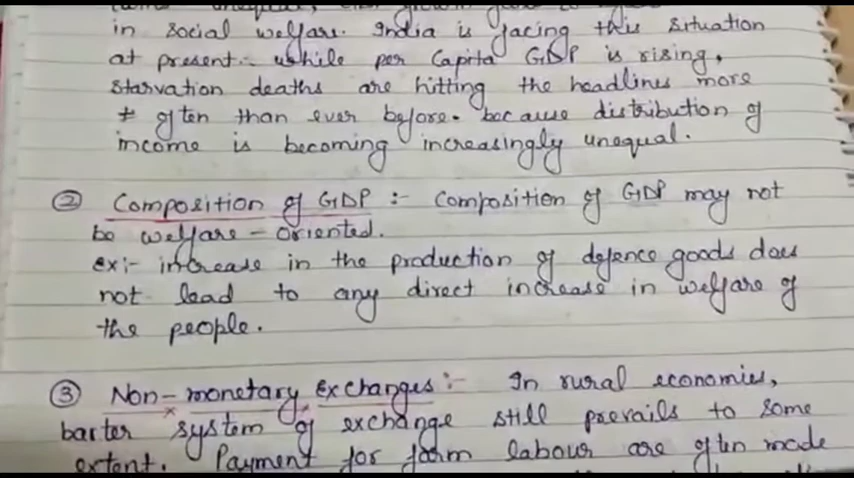 in social welfare. India is facing this situation
at present. while per Capita GDP is rising,
starvation deaths are hitting the headlines more
often than ever before. because distribution of
income is becoming increasingly unequal.
② Composition of GDP :- Composition of GDP may not
be welfare-oriented.
ex:- increase in the production of defence goods does
not lead to any direct increase in welfare of
the people.
③ Non-monetary exchanges :- In rural economies,
barter system of exchange still prevails to some
extent. Payment for farm labour are often made